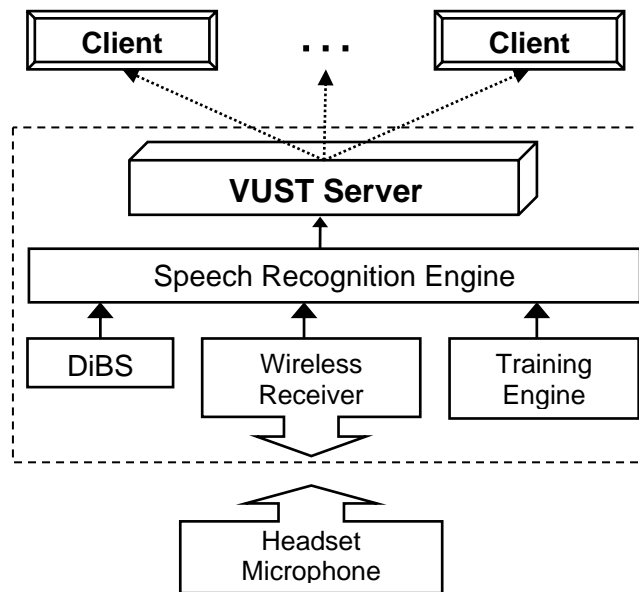 Client ... Client
VUST Server
Speech Recognition Engine
DiBS
Wireless
Receiver
Training
Engine
Headset
Microphone